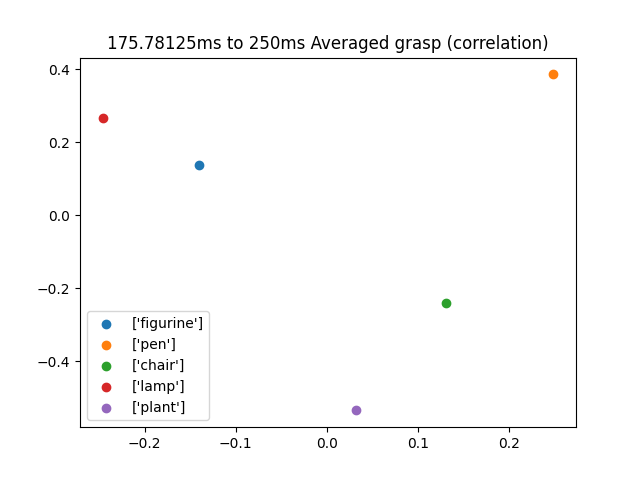 175.78125ms to 250ms Averaged grasp (correlation)
0.4
0.2
0.0
−0.2
−0.4
['figurine']
['pen']
['chair']
['lamp']
['plant']
−0.2 −0.1 0.0 0.1 0.2